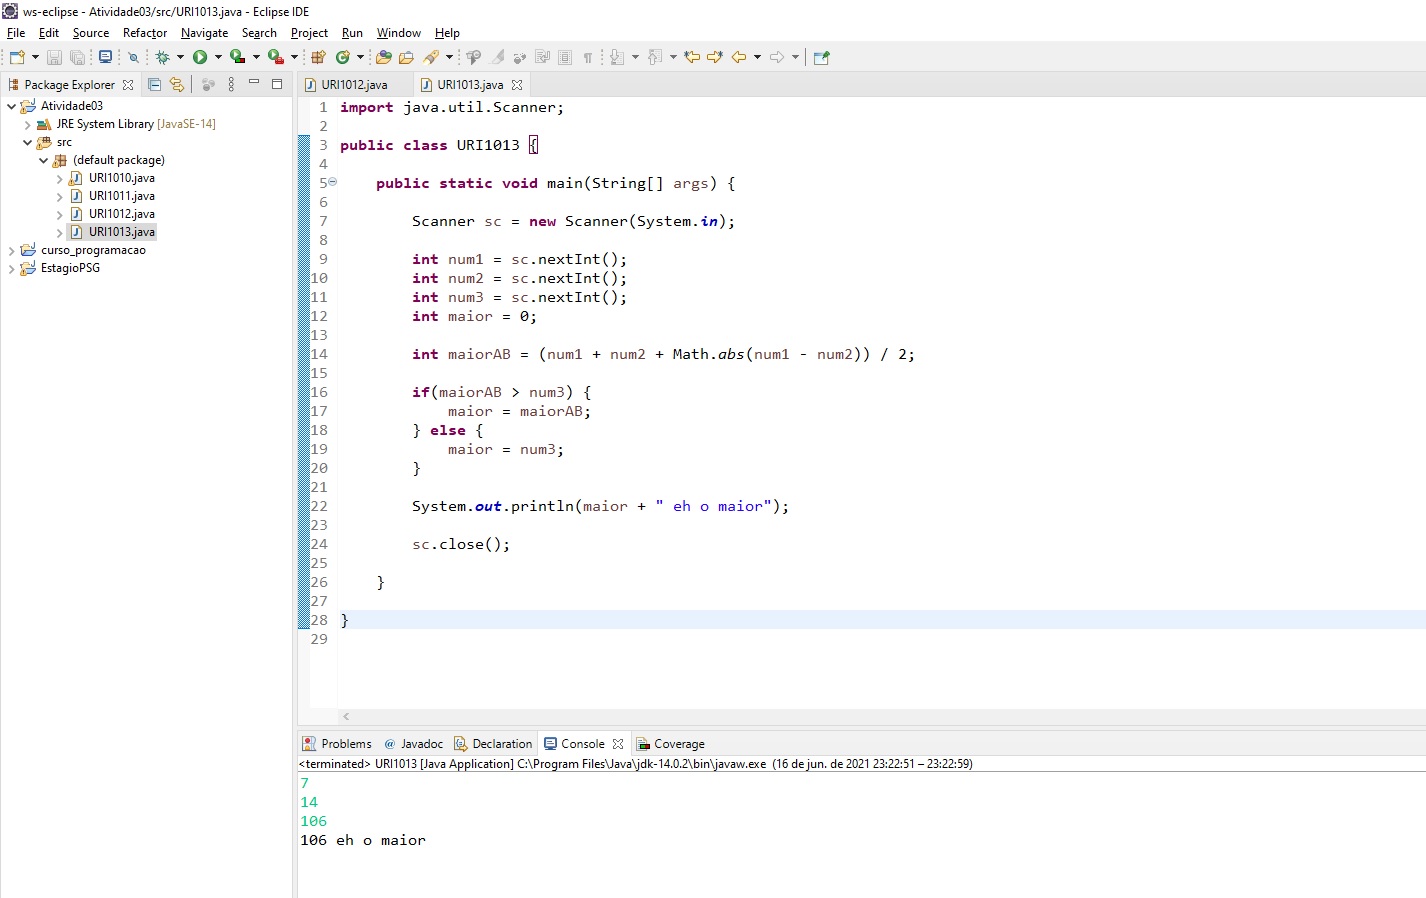 ws-eclipse - Atividade03/src/URI1013.java - Eclipse IDE
File Edit Source Refactor Navigate Search Project Run Window Help
Package Explorer
Atividade03
JRE System Library [JavaSE-14]
src
(default package)
URI1010.java
URI1011.java
URI1012.java
URI1013.java
curso_programacao
EstagioPSG
URI1012.java URI1013.java
1 import java.util.Scanner;
2
3 public class URI1013 {
4
5 public static void main(String[] args) {
6
7 Scanner sc = new Scanner(System.in);
8
9 int num1 = sc.nextInt();
10 int num2 = sc.nextInt();
11 int num3 = sc.nextInt();
12 int maior = 0;
13
14 int maiorAB = (num1 + num2 + Math.abs(num1 - num2)) / 2;
15
16 if(maiorAB > num3) {
17 maior = maiorAB;
18 } else {
19 maior = num3;
20 }
21
22 System.out.println(maior + " eh o maior");
23
24 sc.close();
25
26 }
27
28 }
29
Problems Javadoc Declaration Console Coverage
<terminated> URI1013 [Java Application] C:\Program Files\Java\jdk-14.0.2\bin\javaw.exe (16 de jun. de 2021 23:22:51 – 23:22:59)
7
14
106
106 eh o maior